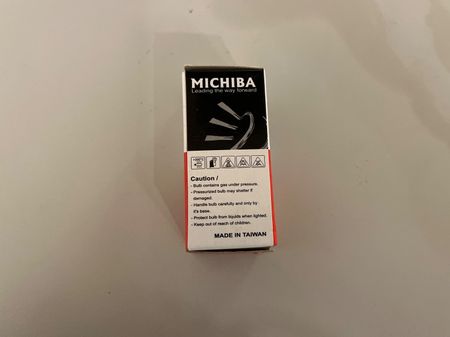 MICHIBA
Leading the way forward
Caution /
- Bulb contains gas under pressure.
- Pressurized bulb may shatter if
damaged.
- Handle bulb carefully and only by
it's base.
- Protect bulb from liquids when lighted.
- Keep out of reach of children.
MADE IN TAIWAN